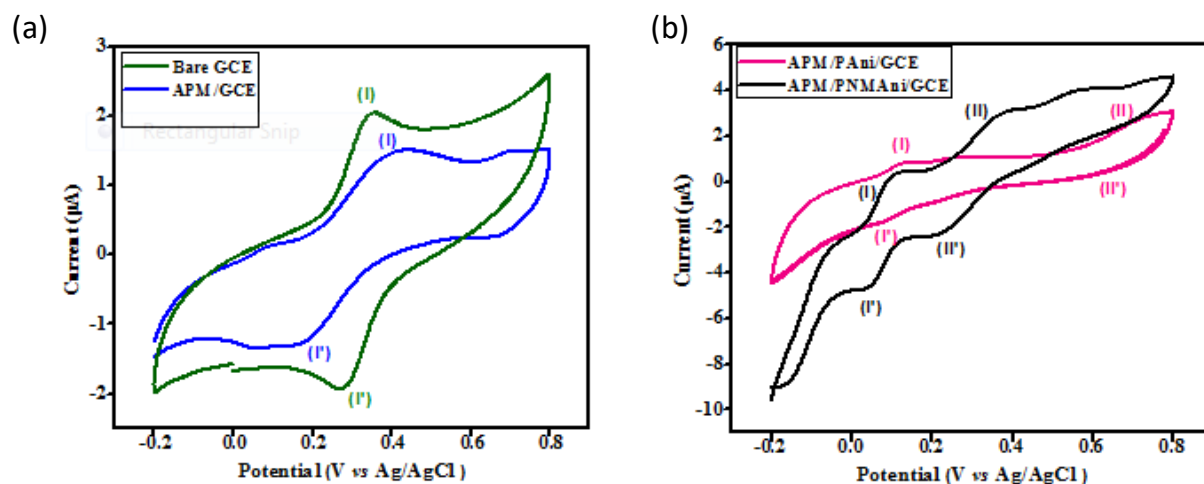 (a)
3
2
1
0
-1
-2
Current (µA)
Bare GCE
APM/GCE
Rectangular Snip
(I)
(I)
(I')
(I')
-0.2 0.0 0.2 0.4 0.6 0.8
Potential (V vs Ag/AgCl)
(b)
6
4
2
0
-2
-4
-6
-8
-10
Current (µA)
APM/PAni/GCE
APM/PNMAni/GCE
(I)
(II)
(II)
(I)
(II')
(I')
(II')
(I')
-0.2 0.0 0.2 0.4 0.6 0.8
Potential (V vs Ag/AgCl)